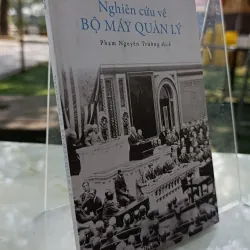 Nghiên cứu về
BỘ MÁY QUẢN LÝ
Phạm Nguyên Trường dịch